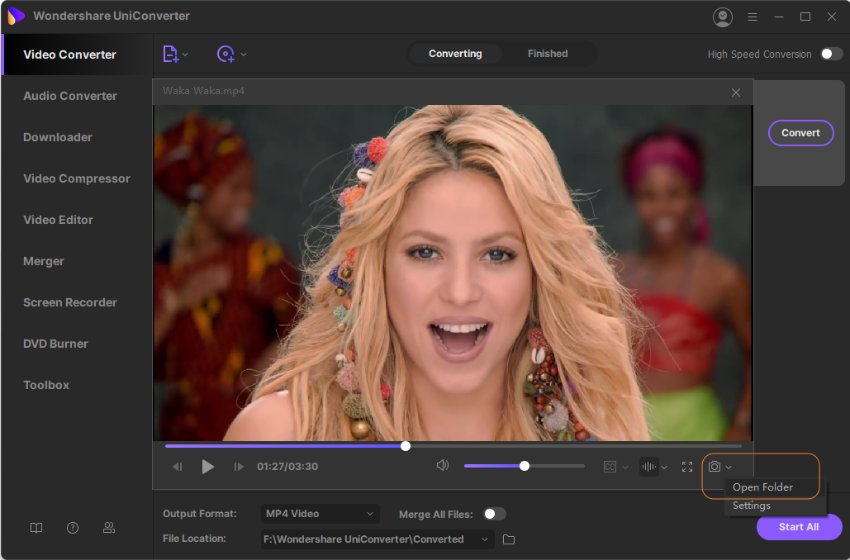 Wondershare UniConverter
Video Converter
Converting Finished
High Speed Conversion
Audio Converter
Waka Waka.mp4
Convert
Downloader
Video Compressor
Video Editor
Merger
Screen Recorder
DVD Burner
Toolbox
01:27/03:30
CC
Open Folder
Settings
Output Format: MP4 Video Merge All Files:
File Location: F:\Wondershare UniConverter\Converted
Start All